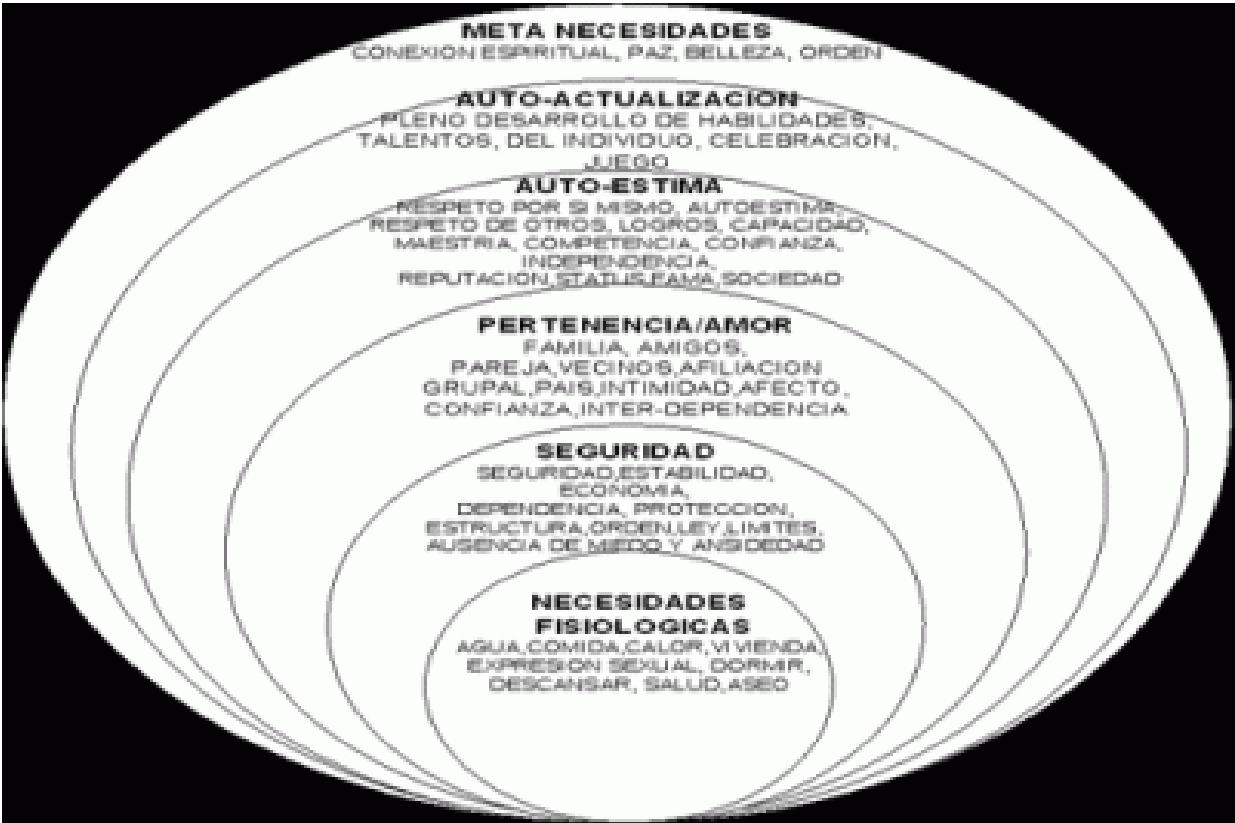 META NECESIDADES
CONEXION ESPIRITUAL, PAZ, BELLEZA, ORDEN
AUTO-ACTUALIZACION
PLENO DESARROLLO DE HABILIDADES,
TALENTOS, DEL INDIVIDUO, CELEBRACION,
JUEGO
AUTO-ESTIMA
RESPETO POR SI MISMO, AUTOESTIMA,
RESPETO DE OTROS, LOGROS, CAPACIDAD,
MAESTRIA, COMPETENCIA, CONFIANZA,
INDEPENDENCIA,
REPUTACION,STATUS,FAMA,SOCIEDAD
PERTENENCIA/AMOR
FAMILIA, AMIGOS,
PAREJA,VECINOS,AFILIACION
GRUPAL,PAIS,INTIMIDAD,AFECTO,
CONFIANZA,INTER-DEPENDENCIA
SEGURIDAD
SEGURIDAD,ESTABILIDAD,
ECONOMIA,
DEPENDENCIA, PROTECCION,
ESTRUCTURA,ORDEN,LEY,LIMITES,
AUSENCIA DE MIEDO Y ANSIDEDAD
NECESIDADES
FISIOLOGICAS
AGUA,COMIDA,CALOR,VIVIENDA,
EXPRESION SEXUAL, DORMIR,
DESCANSAR, SALUD,ASEO